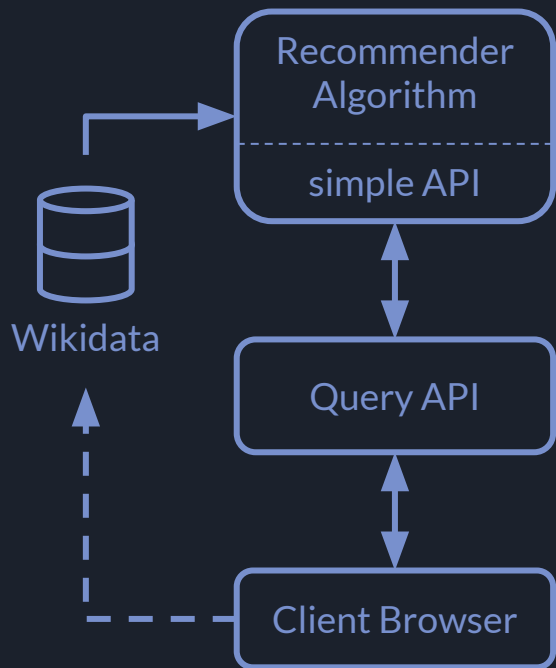 Recommender
Algorithm
simple API
Wikidata
Query API
Client Browser